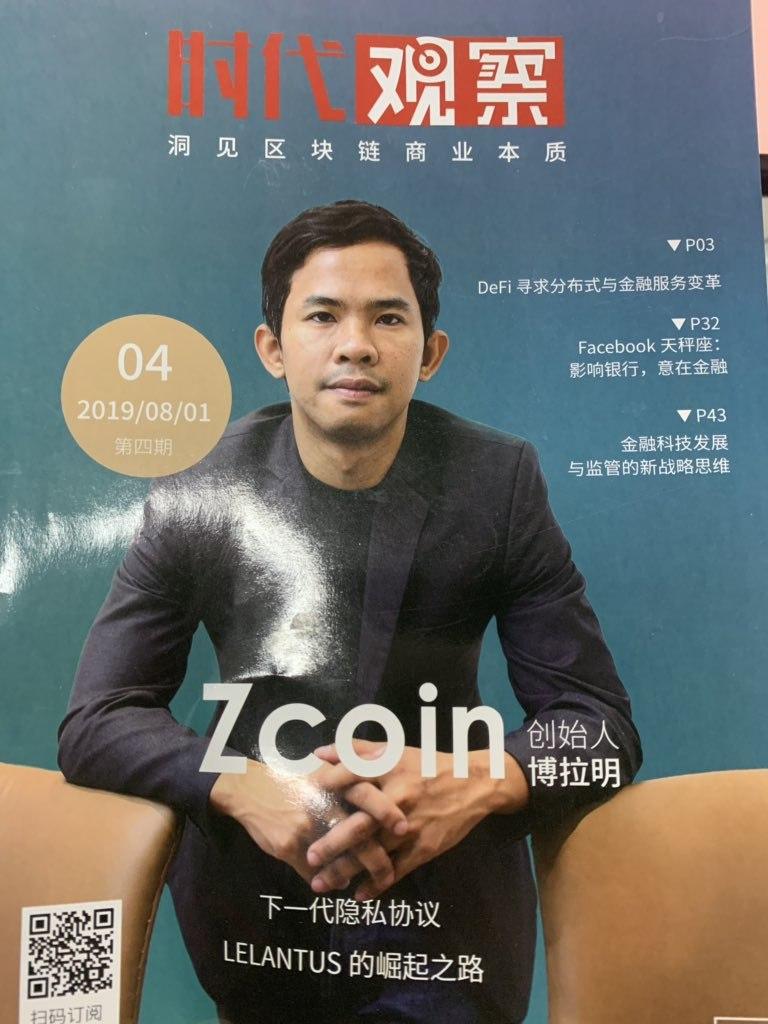 时代观察
洞见区块链商业本质
▼P03
DeFi 寻求分布式与金融服务变革
▼P32
Facebook 天秤座：
影响银行，意在金融
▼P43
金融科技发展
与监管的新战略思维
04
2019/08/01
第四期
Zcoin 创始人
博拉明
下一代隐私协议
LELANTUS 的崛起之路
扫码订阅